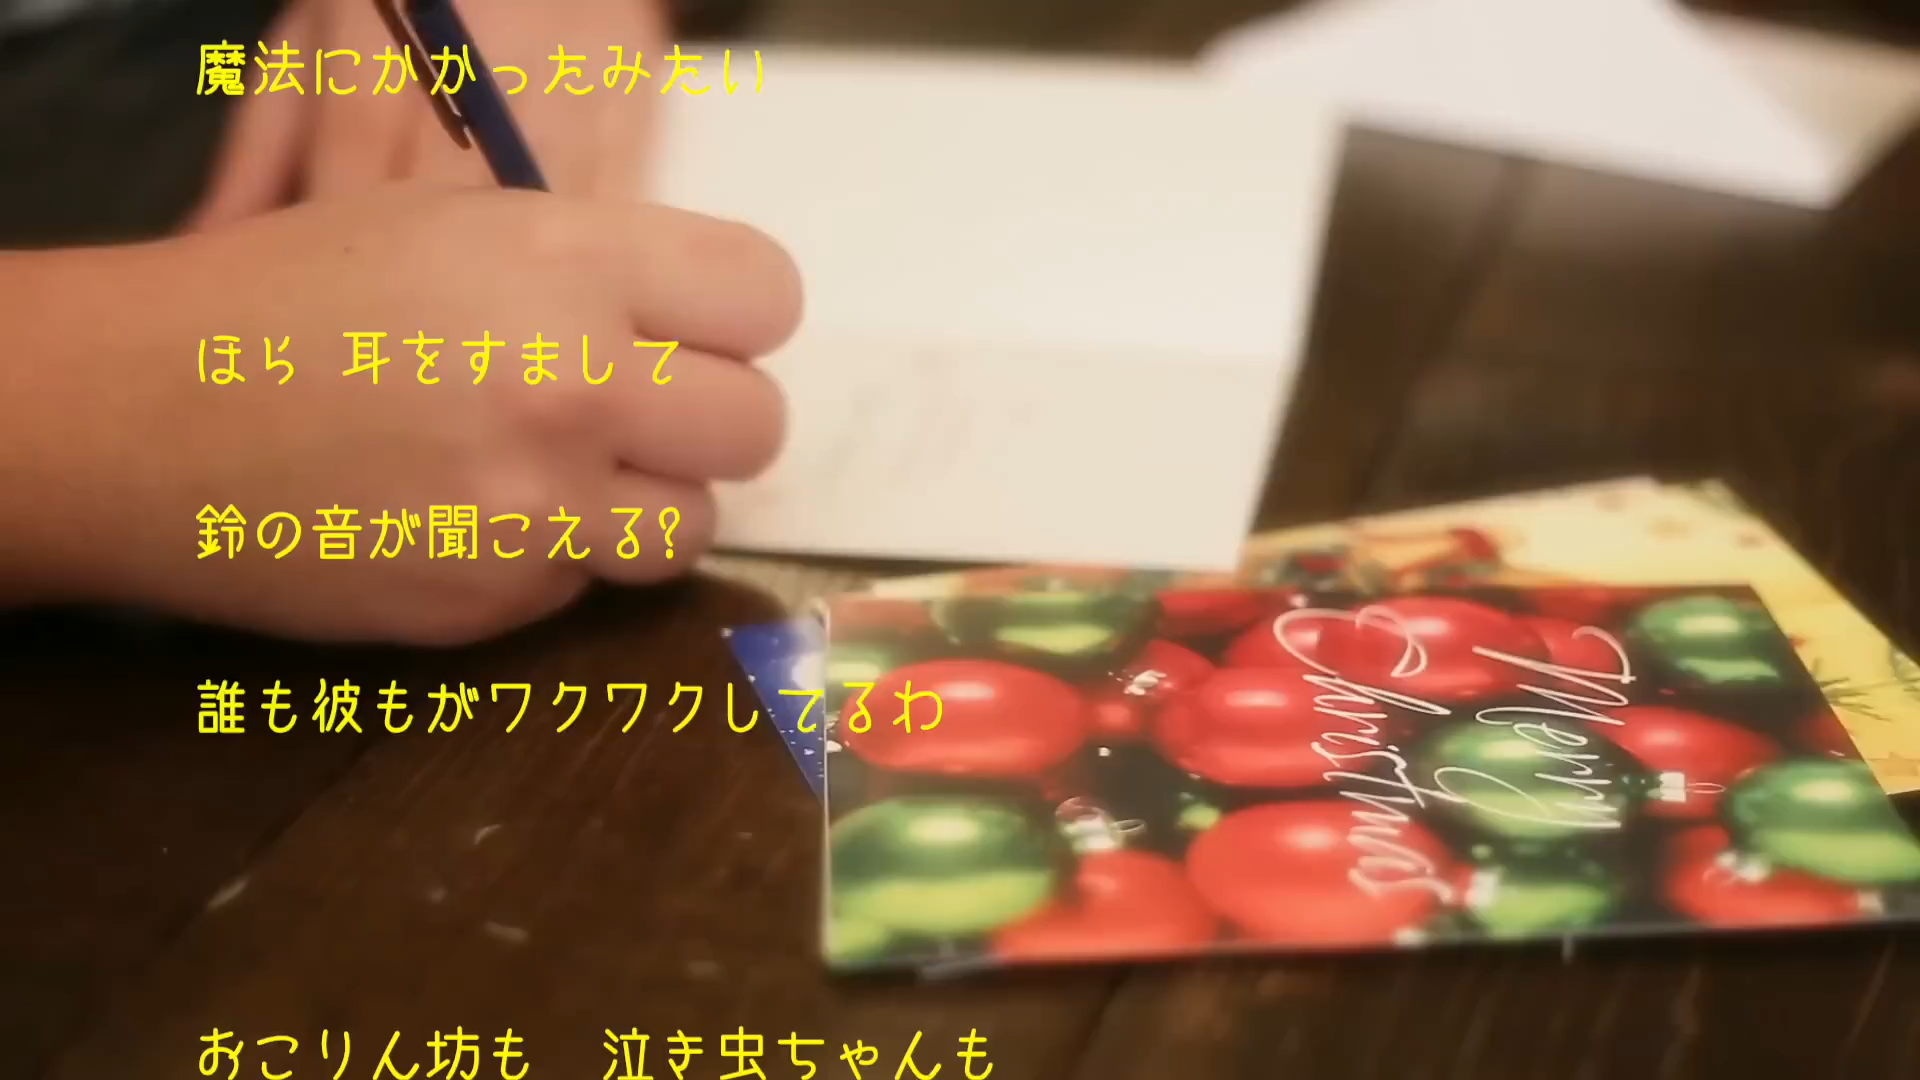 魔法にかかったみたい
ほら 耳をすまして
鈴の音が聞こえる?
誰も彼もがワクワクしてるわ
Merry
Christmas
おこりん坊も　泣き虫ちゃんも